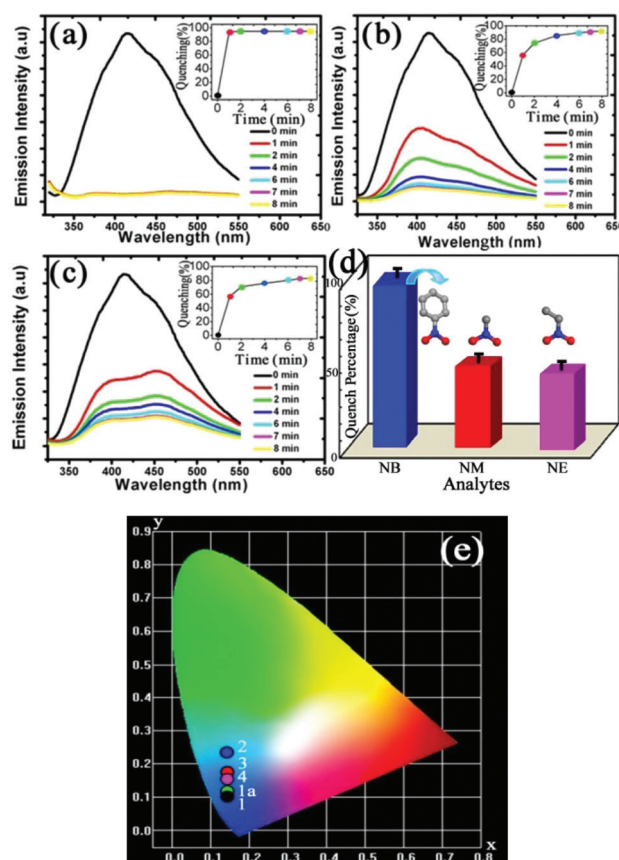 (a)
Emission Intensity (a.u)
Quenching(%)
100
80
60
40
20
0
0 2 4 6 8
Time (min)
0 min
1 min
2 min
4 min
6 min
7 min
8 min
350 400 450 500 550 600 650
Wavelength (nm)
(b)
Emission Intensity (a.u)
Quenching(%)
100
80
60
40
20
0
0 2 4 6 8
Time (min)
0 min
1 min
2 min
4 min
6 min
7 min
8 min
350 400 450 500 550 600 650
Wavelength (nm)
(c)
Emission Intensity (a.u)
Quenching(%)
100
80
60
40
20
0
0 2 4 6 8
Time (min)
0 min
1 min
2 min
4 min
6 min
7 min
8 min
350 400 450 500 550 600 650
Wavelength (nm)
(d)
Quench Percentage(%)
100
50
0
NB NM NE
Analytes
(e)
y
0.9
0.8
0.7
0.6
0.5
0.4
0.3
0.2
0.1
0.0
2
3
4
1a
1
0.0 0.1 0.2 0.3 0.4 0.5 0.6 0.7 0.8
x